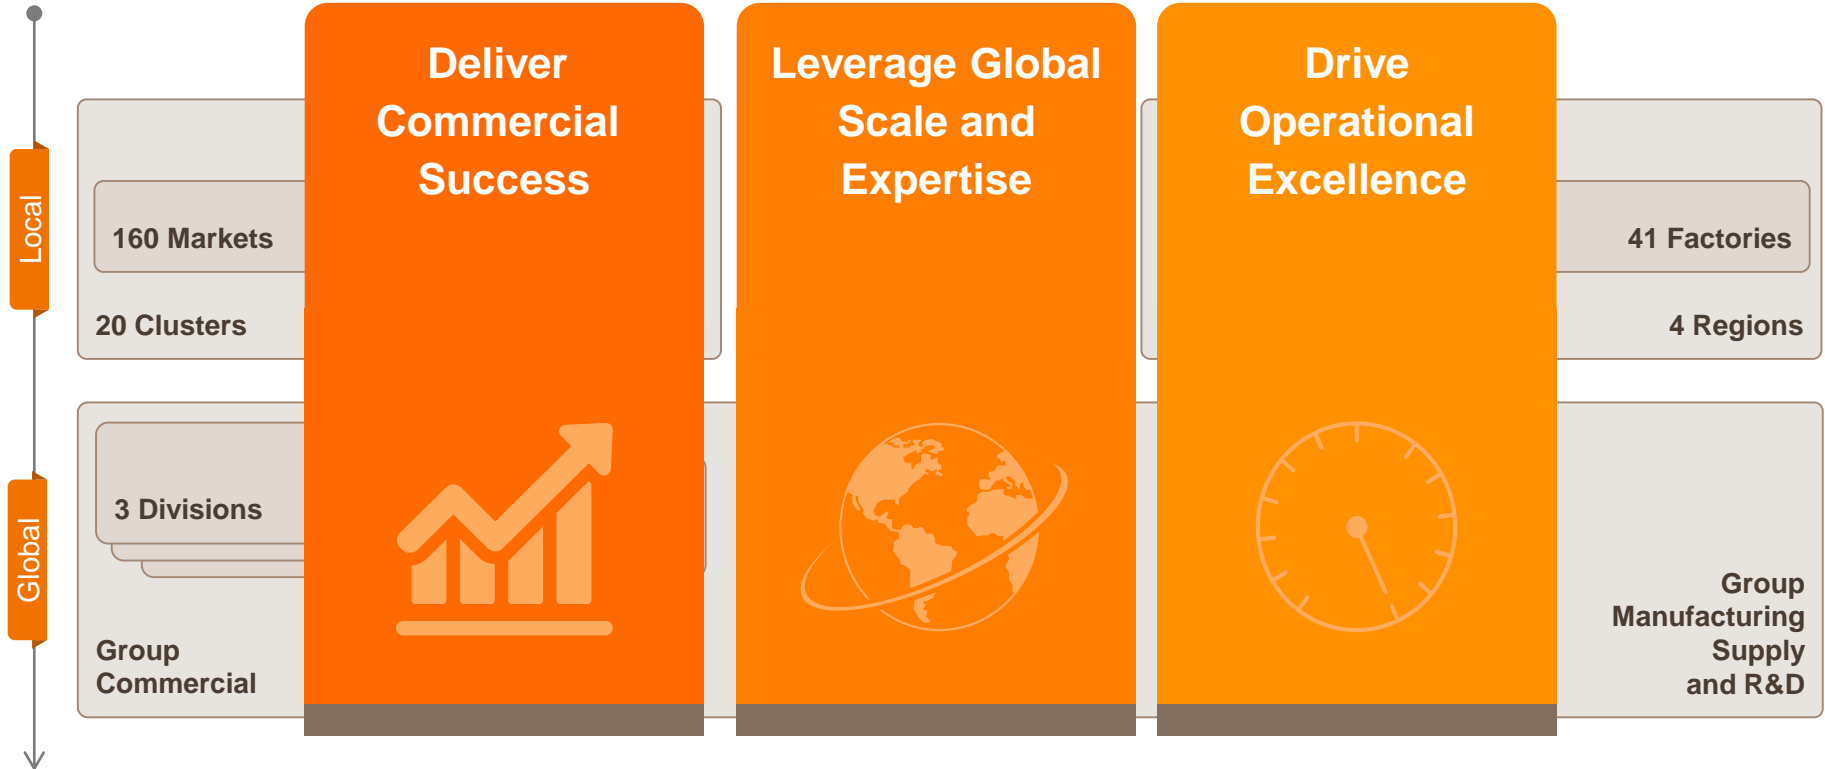 Deliver
Commercial
Success
Leverage Global
Scale and
Expertise
Drive
Operational
Excellence
Local
160 Markets
20 Clusters
41 Factories
4 Regions
Global
3 Divisions
Group
Commercial
Group
Manufacturing
Supply
and R&D